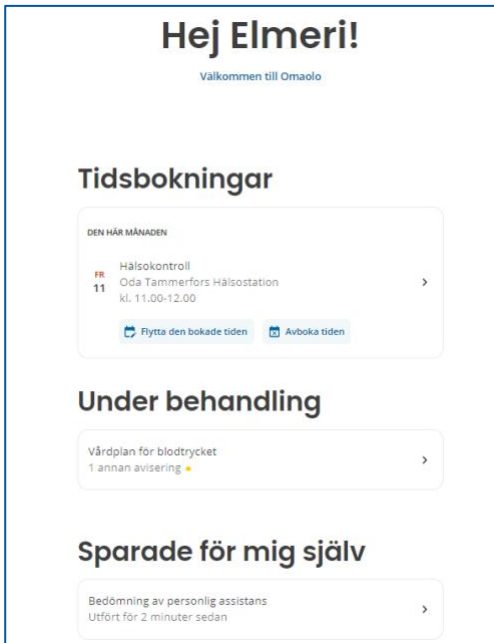 Hej Elmeri!
Välkommen till Omaolo
Tidsbokningar
DEN HÄR MÅNADEN
FR
11
Hälsokontroll
Oda Tammerfors Hälsostation
kl. 11.00-12.00
Flytta den bokade tiden
Avboka tiden
Under behandling
Vårdplan för blodtrycket
1 annan avisering
Sparade för mig själv
Bedömning av personlig assistans
Utfört för 2 minuter sedan